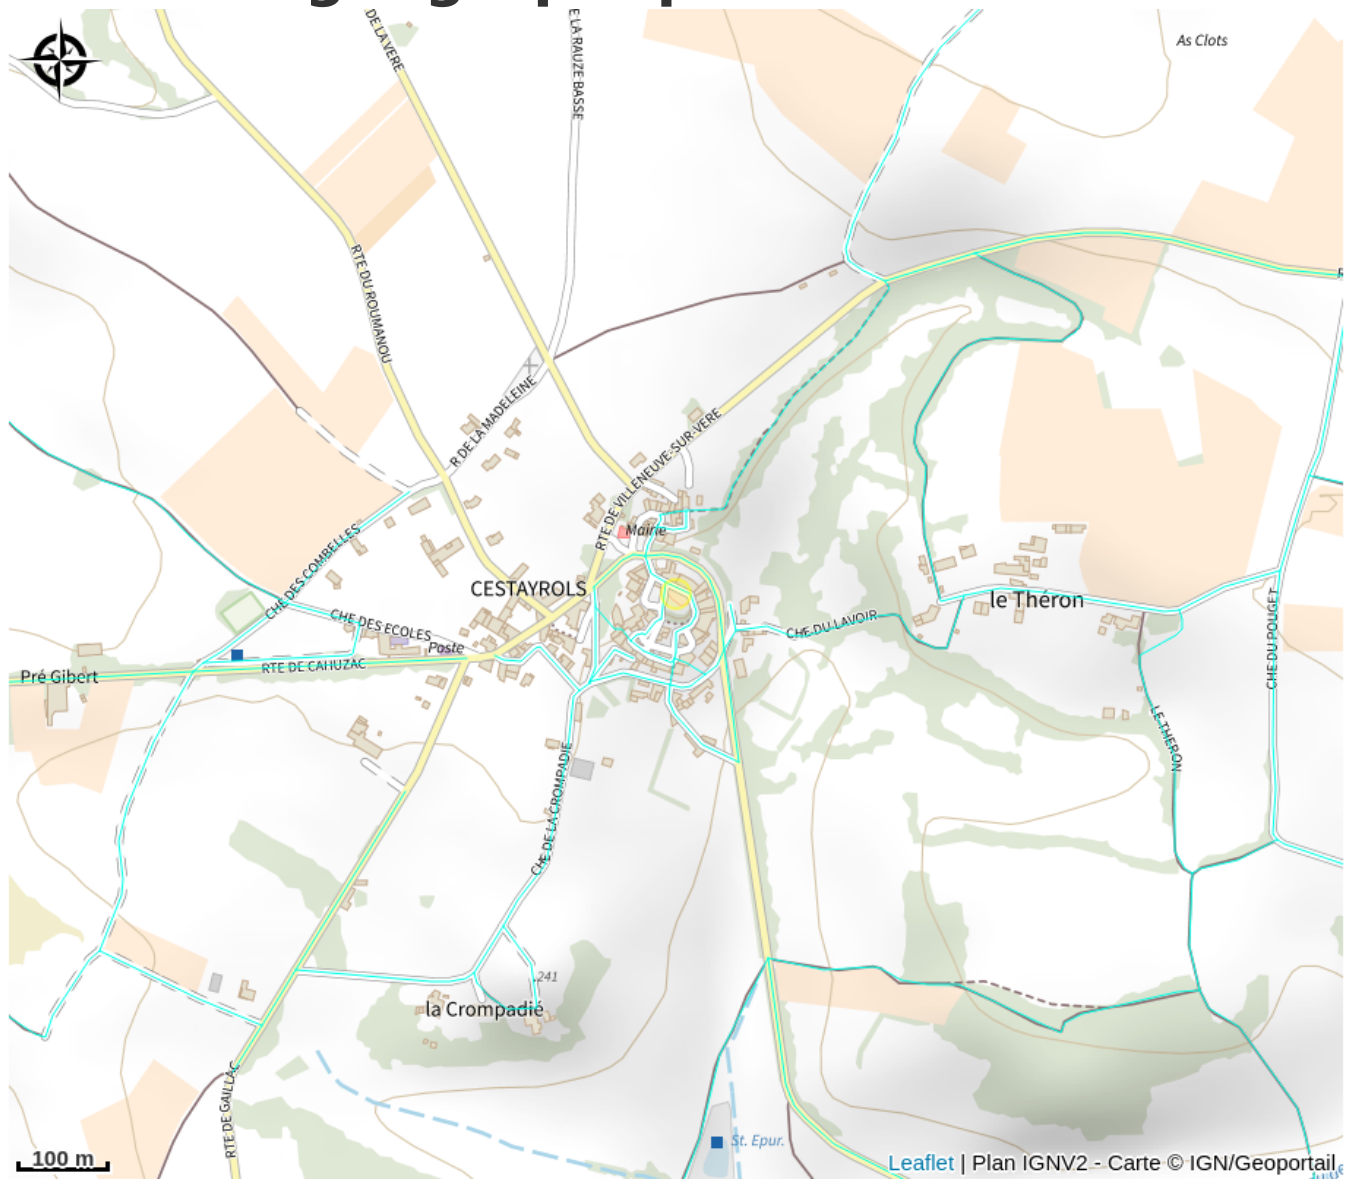 As Clots
DE LA VERE
E LA RAUZE BASSE
RTE DU ROUMANOU
R DE LA MADELEINE
RTE DE VILLENEUVE-SUR-VERE
Mairie
CESTAYROLS
CHE DES COMBELLES
CHE DES ECOLES
Poste
RTE DE CAHUZAC
Pré Gibert
CHE DU LAVOIR
le Théron
CHE DU POUGET
LE THERON
CHE DE LA CROMPADIE
241
la Crompadié
RTE DE GAILLAC
St. Epur.
100 m
Leaflet | Plan IGNV2 - Carte © IGN/Geoportail